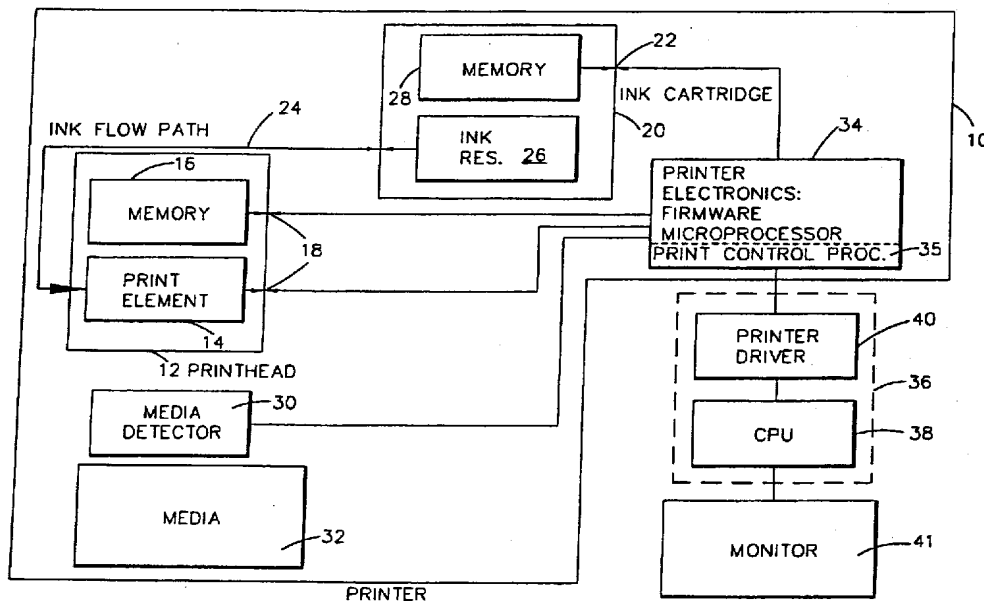 22
MEMORY
28
INK CARTRIDGE
24
20
10
INK FLOW PATH
34
INK
RES. 26
16
PRINTER
ELECTRONICS:
FIRMWARE
MICROPROCESSOR
PRINT CONTROL PROC.
35
MEMORY
18
PRINT
ELEMENT
14
12 PRINTHEAD
PRINTER
DRIVER
40
36
30
MEDIA
DETECTOR
CPU
38
MEDIA
32
MONITOR
41
PRINTER